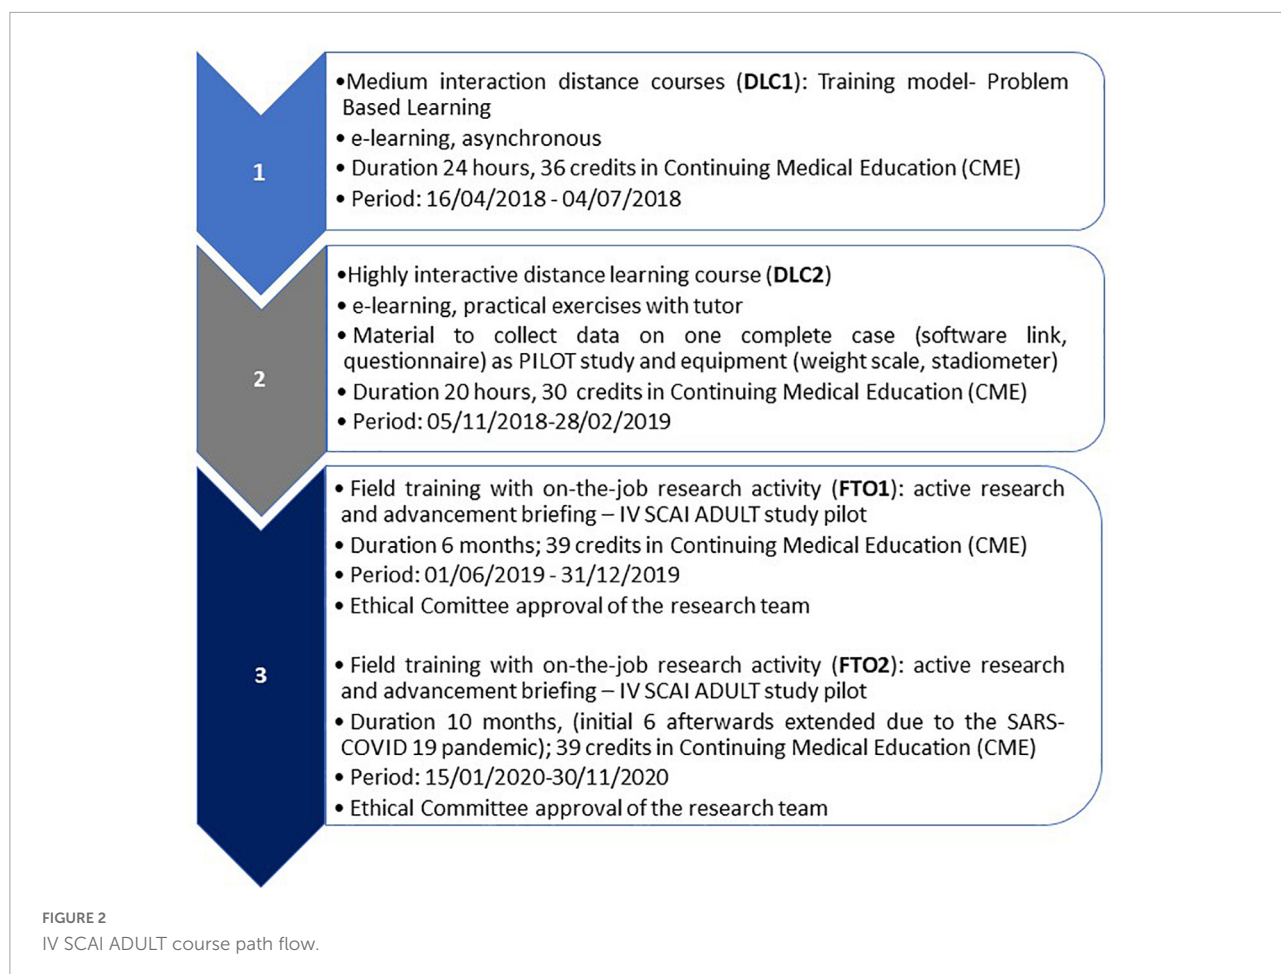 1
•Medium interaction distance courses (DLC1): Training model- Problem
Based Learning
• e-learning, asynchronous
• Duration 24 hours, 36 credits in Continuing Medical Education (CME)
• Period: 16/04/2018 - 04/07/2018
2
•Highly interactive distance learning course (DLC2)
• e-learning, practical exercises with tutor
• Material to collect data on one complete case (software link,
questionnaire) as PILOT study and equipment (weight scale, stadiometer)
• Duration 20 hours, 30 credits in Continuing Medical Education (CME)
• Period: 05/11/2018-28/02/2019
3
• Field training with on-the-job research activity (FTO1): active research
and advancement briefing – IV SCAI ADULT study pilot
• Duration 6 months; 39 credits in Continuing Medical Education (CME)
• Period: 01/06/2019 - 31/12/2019
• Ethical Comittee approval of the research team
• Field training with on-the-job research activity (FTO2): active research
and advancement briefing – IV SCAI ADULT study pilot
• Duration 10 months, (initial 6 afterwards extended due to the SARS-
COVID 19 pandemic); 39 credits in Continuing Medical Education (CME)
• Period: 15/01/2020-30/11/2020
• Ethical Committee approval of the research team
FIGURE 2
IV SCAI ADULT course path flow.